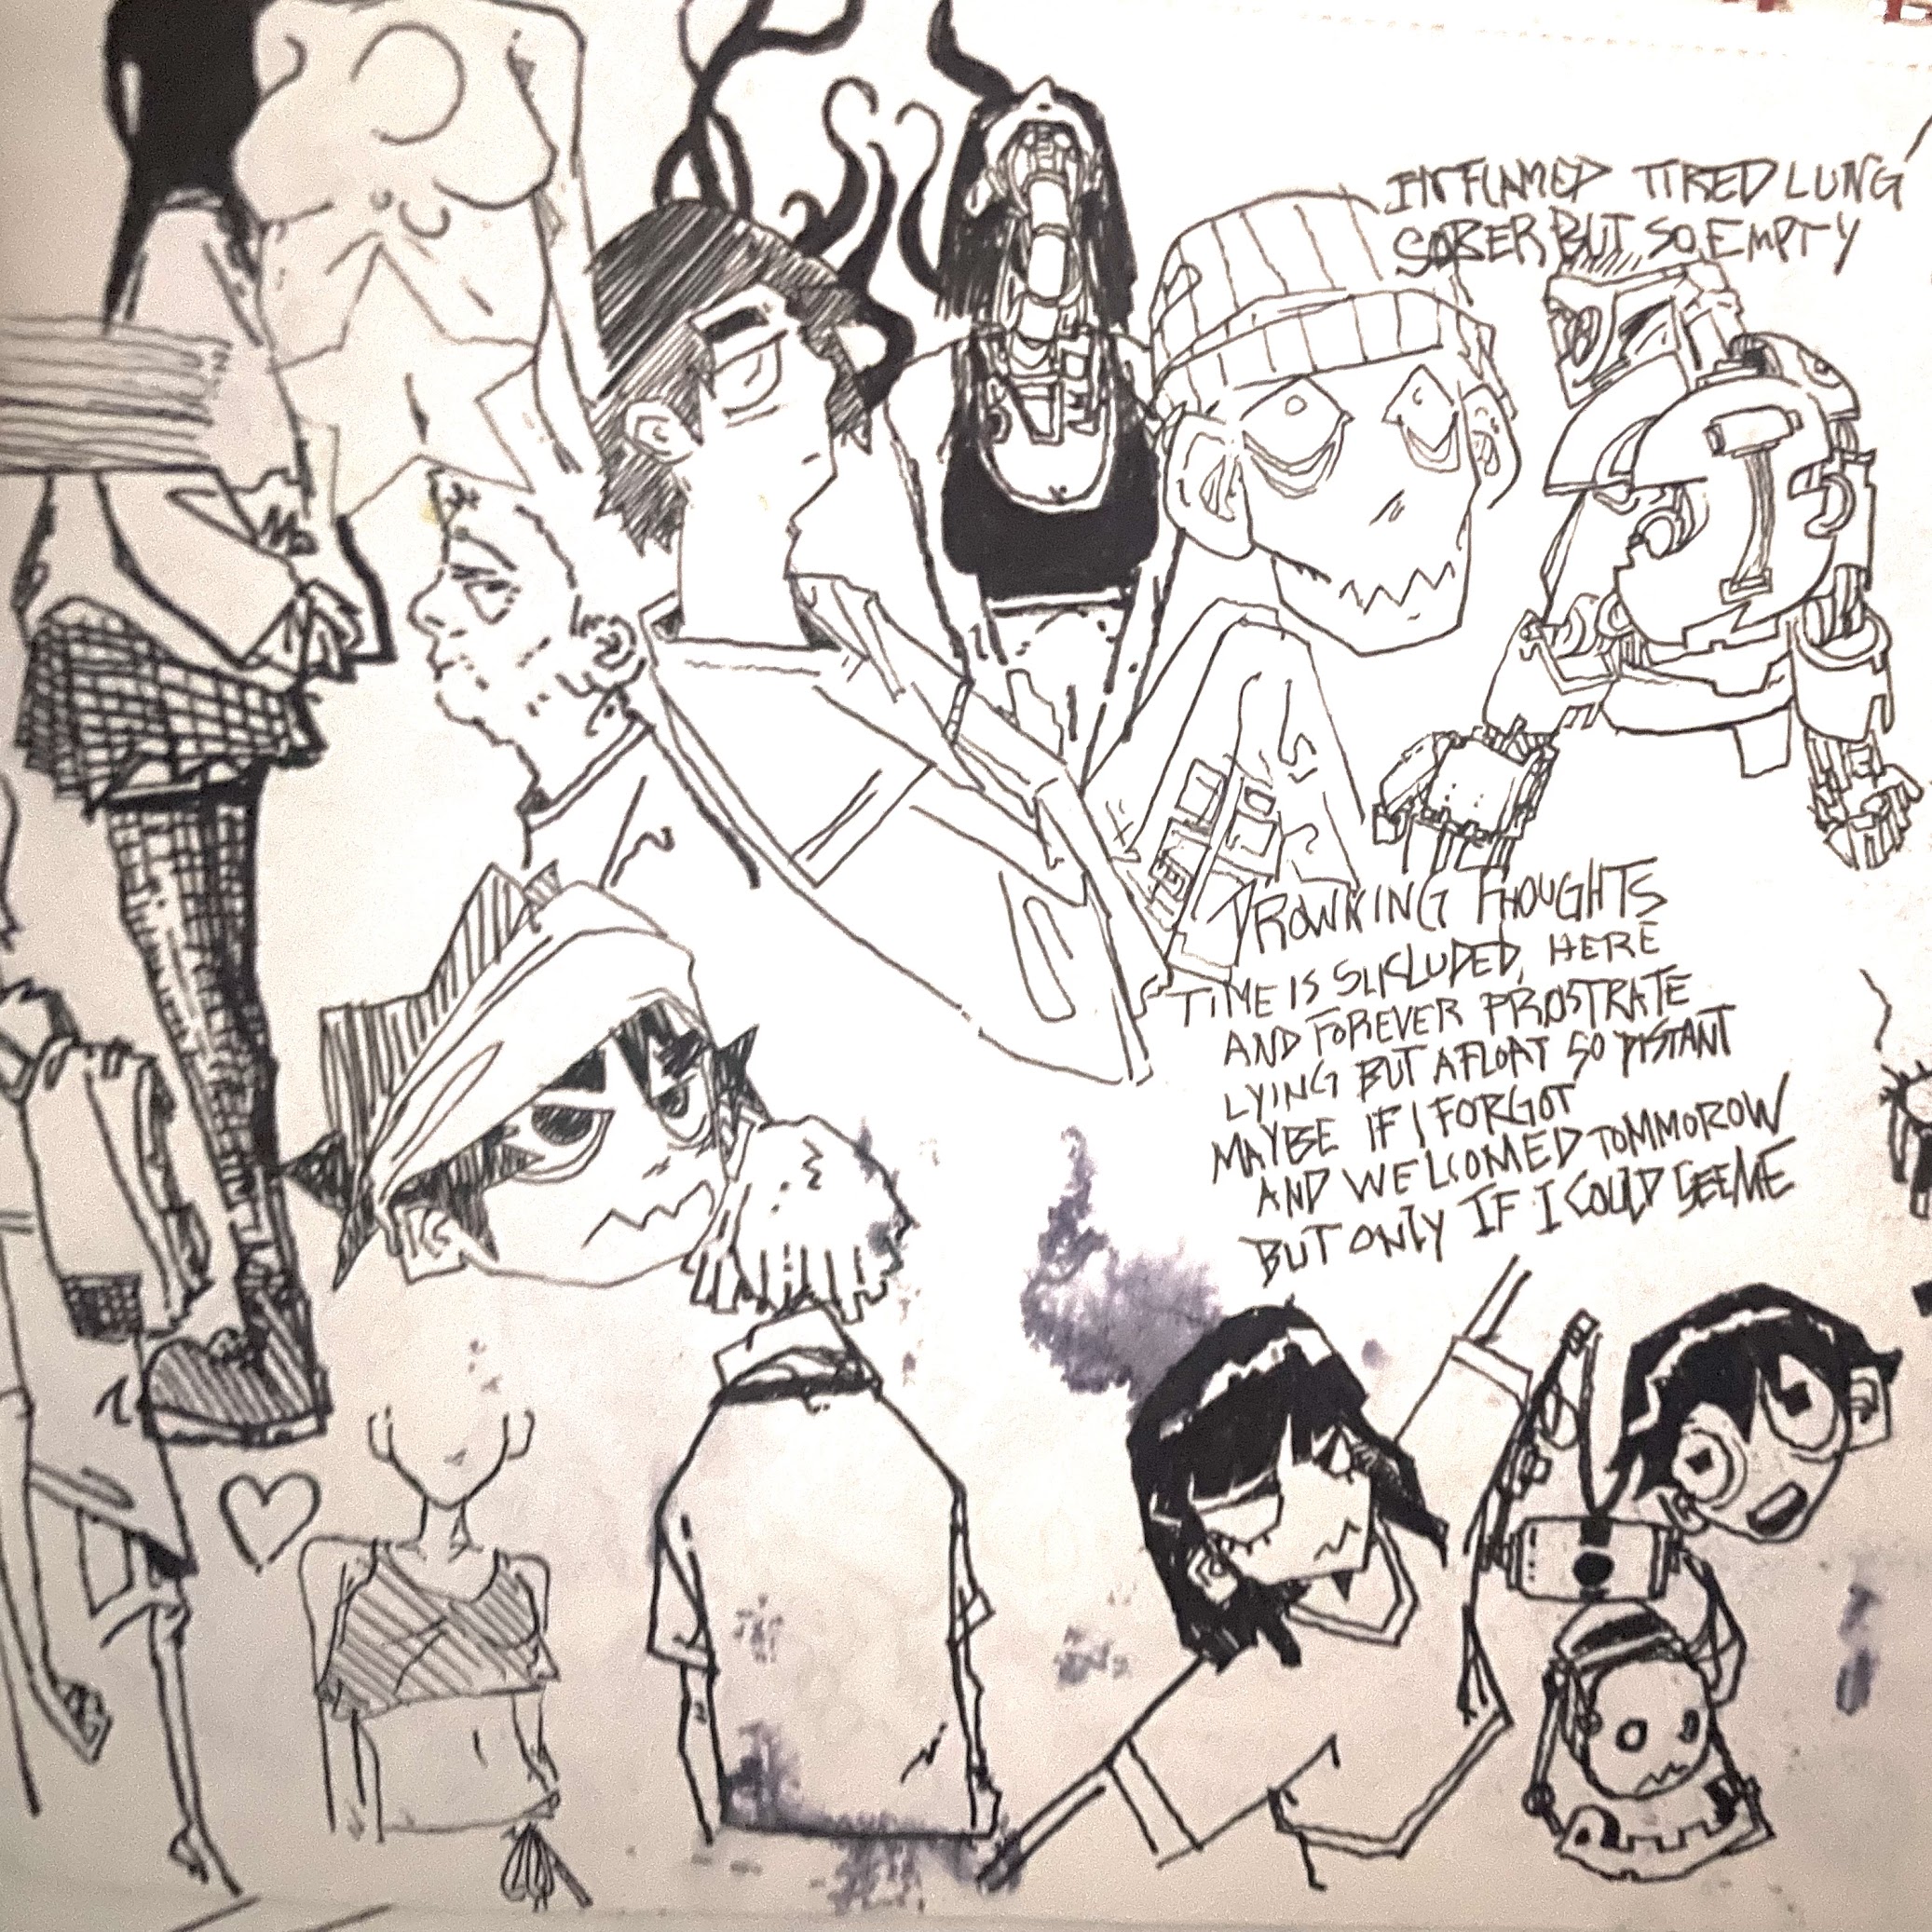 INFLAMED TIRED LUNG
SOBER BUT SO EMPTY
DROWNING THOUGHTS
TIME IS SLICLUDED, HERE
AND FOREVER PROSTRATE
LYING BUT AFLOAT SO DISTANT
MAYBE IF I FORGOT
AND WELCOMED TOMMOROW
BUT ONLY IF I COULD SEE ME